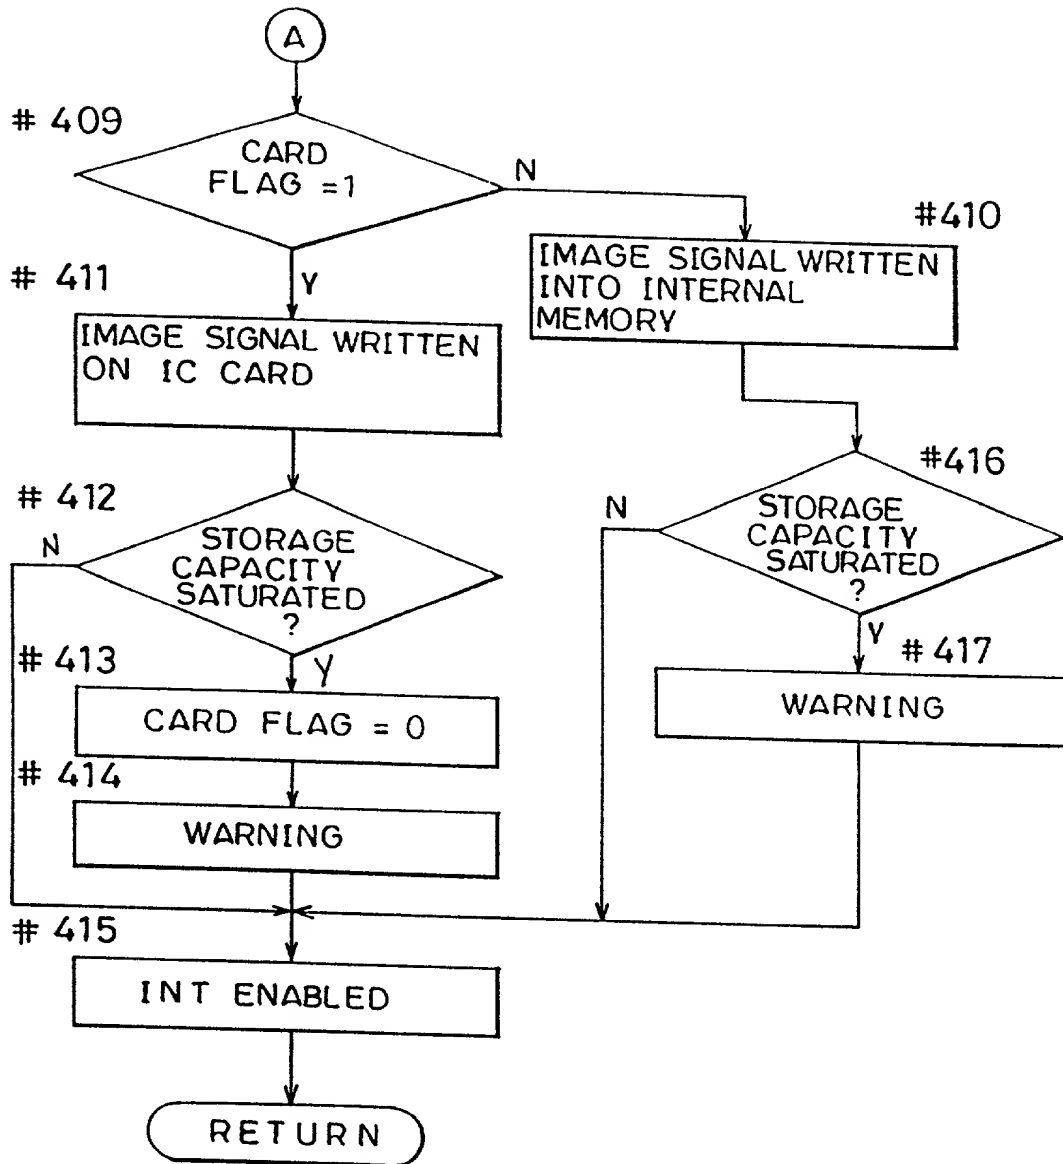 A
# 409
CARD
FLAG = 1
N
Y
#410
IMAGE SIGNAL WRITTEN
INTO INTERNAL
MEMORY
# 411
IMAGE SIGNAL WRITTEN
ON IC CARD
# 412
STORAGE
CAPACITY
SATURATED
?
N
Y
#416
STORAGE
CAPACITY
SATURATED
?
N
Y
# 413
CARD FLAG = 0
# 417
WARNING
# 414
WARNING
# 415
INT ENABLED
RETURN